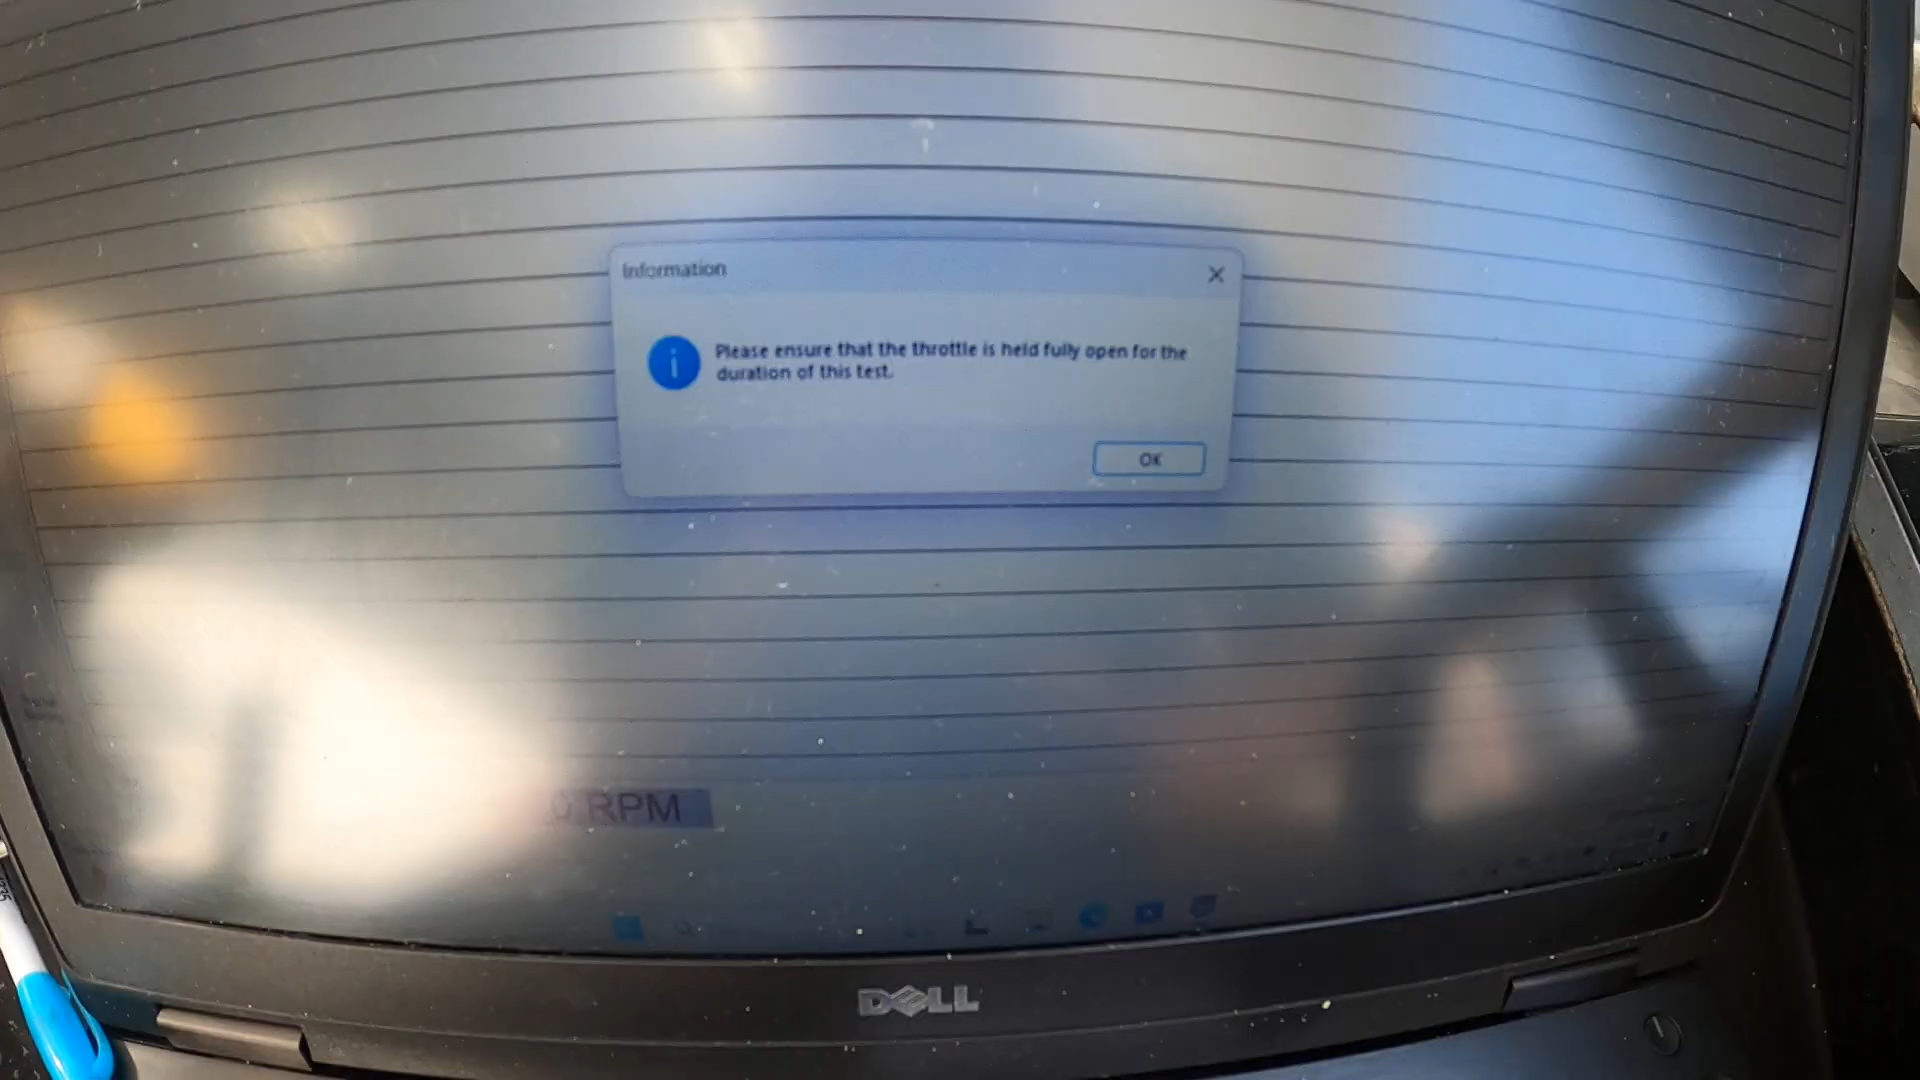 Information
Please ensure that the throttle is held fully open for the
duration of this test.
OK
0 RPM
DELL